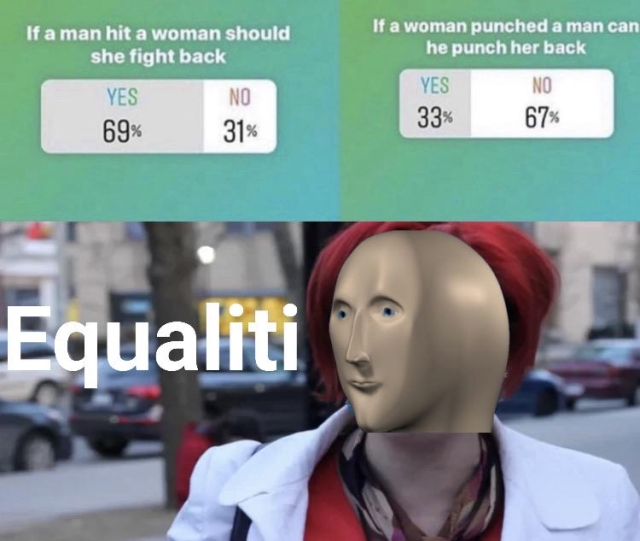 If a man hit a woman should
she fight back
YES NO
69% 31%
If a woman punched a man can
he punch her back
YES NO
33% 67%
Equaliti